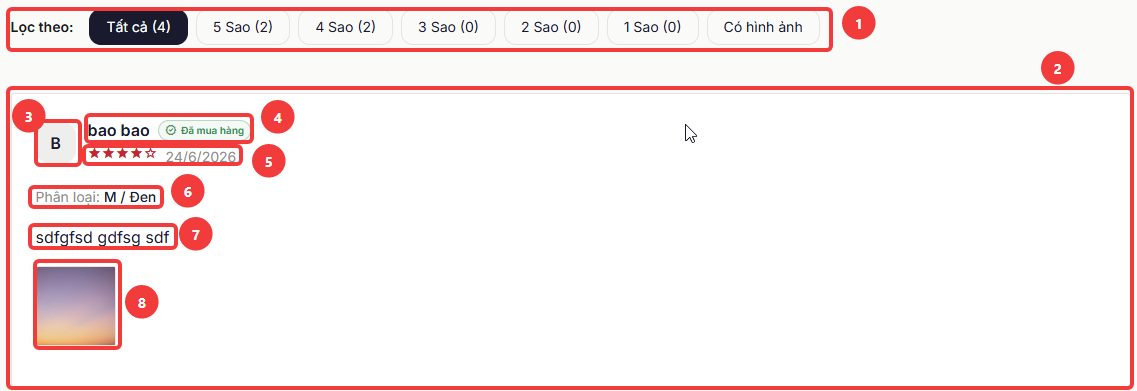 Lọc theo: Tất cả (4) 5 Sao (2) 4 Sao (2) 3 Sao (0) 2 Sao (0) 1 Sao (0) Có hình ảnh 1
2
3
B
bao bao Đã mua hàng 4
24/6/2026 5
Phân loại: M / Đen 6
sdfgfsd gdfsg sdf 7
8